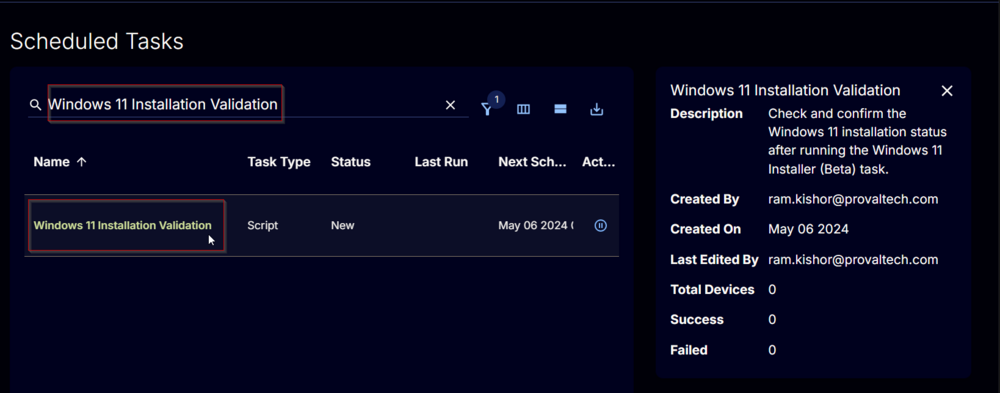 Scheduled Tasks
Windows 11 Installation Validation
1
Name Task Type Status Last Run Next Sch... Act...
Windows 11 Installation Validation Script New May 06 2024
Windows 11 Installation Validation
Description Check and confirm the
Windows 11 installation status
after running the Windows 11
Installer (Beta) task.
Created By ram.kishor@provaltech.com
Created On May 06 2024
Last Edited By ram.kishor@provaltech.com
Total Devices 0
Success 0
Failed 0